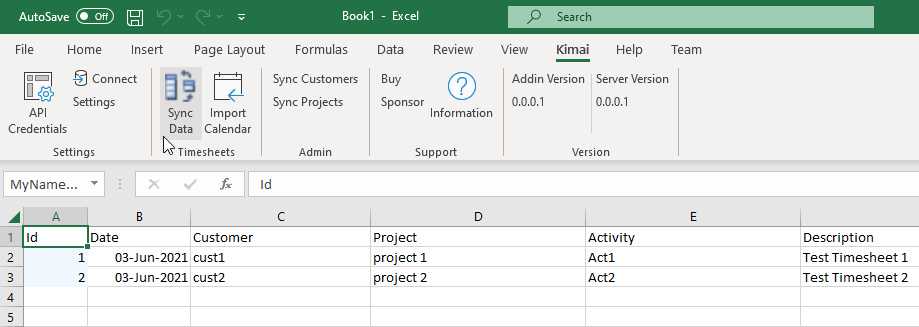 AutoSave Off Book1 - Excel Search
File Home Insert Page Layout Formulas Data Review View Kimai Help Team
API Credentials
Connect
Settings
Settings
Sync Data
Import Calendar
Timesheets
Sync Customers
Sync Projects
Admin
Buy
Sponsor
Information
Support
Addin Version
0.0.0.1
Server Version
0.0.0.1
Version
MyName... fx Id
A B C D E
1 Id Date Customer Project Activity Description
2 1 03-Jun-2021 cust1 project 1 Act1 Test Timesheet 1
3 2 03-Jun-2021 cust2 project 2 Act2 Test Timesheet 2
4
5